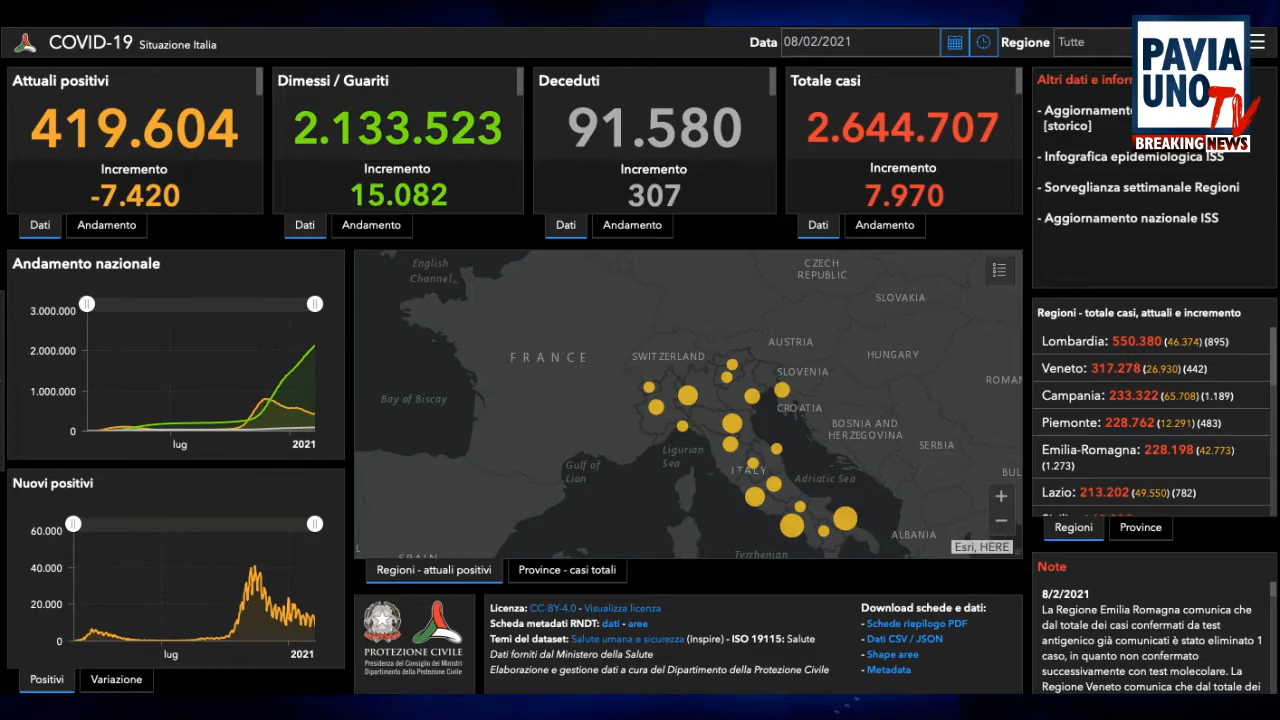 COVID-19 Situazione Italia
Data 08/02/2021
Regione Tutte
PAVIA
UNO TV
BREAKING NEWS
Attuali positivi
419.604
Incremento
-7.420
Dati Andamento
Dimessi / Guariti
2.133.523
Incremento
15.082
Dati Andamento
Deceduti
91.580
Incremento
307
Dati Andamento
Totale casi
2.644.707
Incremento
7.970
Dati Andamento
Altri dati e
- Aggiornamento
[storico]
- Infografica epidemiologica ISS
- Sorveglianza settimanale Regioni
- Aggiornamento nazionale ISS
Andamento nazionale
3.000.000
2.000.000
1.000.000
0
lug 2021
Nuovi positivi
60.000
40.000
20.000
0
lug 2021
Positivi Variazione
English
Channel
CZECH
REPUBLIC
SLOVAKIA
AUSTRIA
FRANCE
SWITZERLAND
HUNGARY
SLOVENIA
ROMAN
Bay of Biscay
CROATIA
BOSNIA AND
HERZEGOVINA
SERBIA
Ligurian
Sea
Gulf of
Lion
ITALY
Adriatic Sea
BUL
ALBANIA
SPAIN
Tyrrhenian
Esri, HERE
Regioni - attuali positivi Province - casi totali
Regioni - totale casi, attuali e incremento
Lombardia: 550.380 (46.374) (895)
Veneto: 317.278 (26.930) (442)
Campania: 233.322 (65.708) (1.189)
Piemonte: 228.762 (12.291) (483)
Emilia-Romagna: 228.198 (42.773)
(1.273)
Lazio: 213.202 (49.550) (782)
Regioni Province
PROTEZIONE CIVILE
Presidenza del Consiglio dei Ministri
Dipartimento della Protezione Civile
Licenza: CC-BY-4.0 - Visualizza licenza
Scheda metadati RNDT: dati - aree
Temi del dataset: Salute umana e sicurezza (Inspire) - ISO 19115: Salute
Dati forniti dal Ministero della Salute
Elaborazione e gestione dati a cura del Dipartimento della Protezione Civile
Download schede e dati:
- Schede riepilogo PDF
- Dati CSV / JSON
- Shape aree
- Metadata
Note
8/2/2021
La Regione Emilia Romagna comunica che
dal totale dei casi confermati da test
antigenico già comunicati è stato eliminato 1
caso, in quanto non confermato
successivamente con test molecolare. La
Regione Veneto comunica che dal totale dei